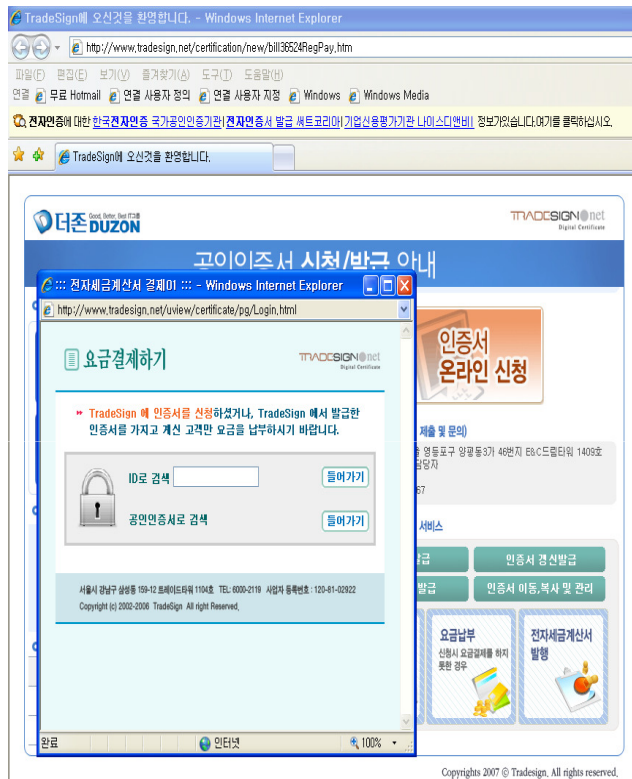 TradeSign에 오신것을 환영합니다. - Windows Internet Explorer
http://www.tradesign.net/certification/new/bill36524RegPay.htm
파일(F) 편집(E) 보기(V) 즐겨찾기(A) 도구(T) 도움말(H)
연결 무료 Hotmail 연결 사용자 정의 연결 사용자 지정 Windows Windows Media
전자인증에 대한 한국전자인증 국가공인인증기관| 전자인증서 발급 써트코리아| 기업신용평가기관 나이스디앤비| 정보가있습니다.여기를 클릭하십시오.
TradeSign에 오신것을 환영합니다.
더존 Good, Better, Best IT그룹 DUZON
TRADESIGN net
Digital Certificate
공인인증서 신청/발급 안내
::: 전자세금계산서 결제01 ::: - Windows Internet Explorer
http://www.tradesign.net/uview/certificate/pg/Login.html
요금결제하기
TRADESIGN net
Digital Certificate
TradeSign 에 인증서를 신청하셨거나, TradeSign 에서 발급한
인증서를 가지고 계신 고객만 요금을 납부하시기 바랍니다.
ID로 검색 들어가기
공인인증서로 검색 들어가기
서울시 강남구 삼성동 159-12 트레이드타워 1104호 TEL: 6000-2119 사업자 등록번호 : 120-81-02922
Copyright (c) 2002-2006 TradeSign All right Reserved.
완료 인터넷 100%
인증서
온라인 신청
제출 및 문의)
영등포구 양평동3가 46번지 E&C드림타워 1409호
담당자
67
서비스
발급 인증서 갱신발급
발급 인증서 이동,복사 및 관리
요금납부
신청시 요금결제를 하지
못한 경우
전자세금계산서
발행
Copyrights 2007 © Tradesign, All rights reserved.